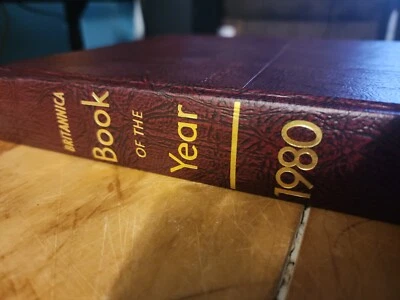 BRITANNICA
Book
OF THE
Year
1980